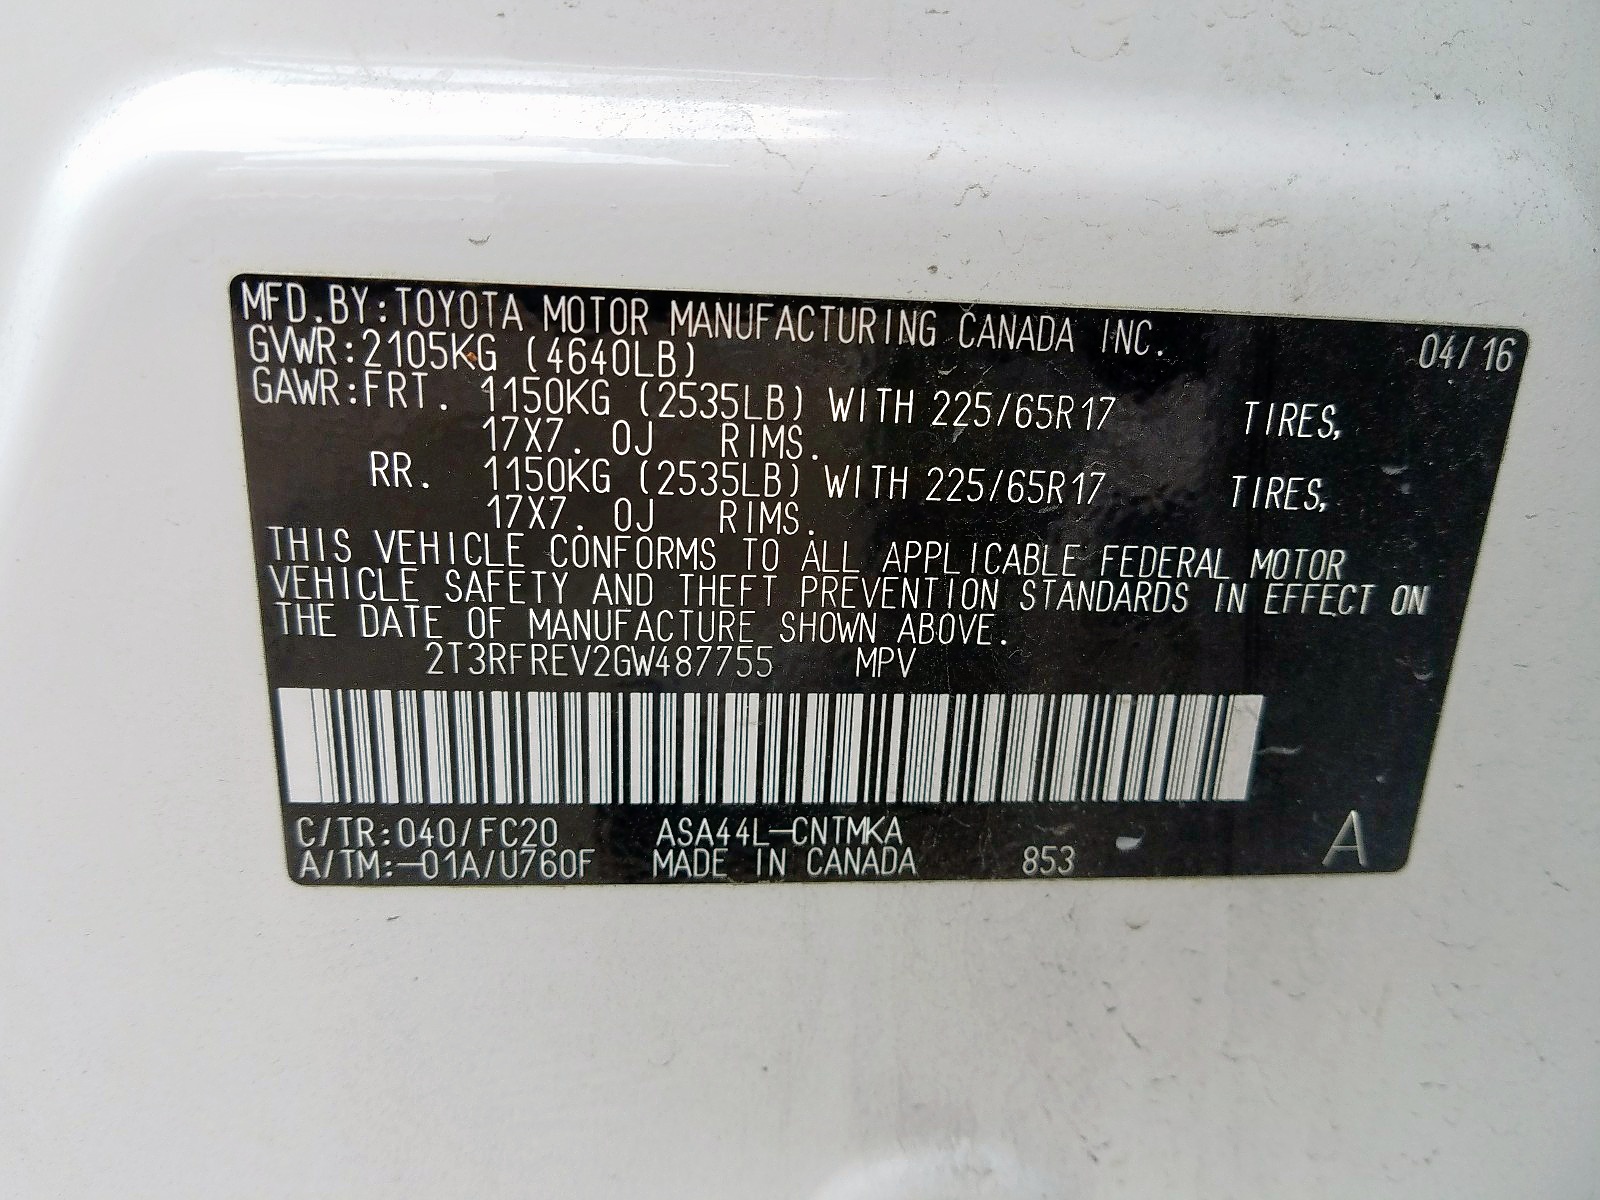 MFD.BY:TOYOTA MOTOR MANUFACTURING CANADA INC. 04/16
GVWR:2105KG (4640LB)
GAWR:FRT. 1150KG (2535LB) WITH 225/65R17 TIRES,
17X7.0J RIMS.
RR. 1150KG (2535LB) WITH 225/65R17 TIRES,
17X7.0J RIMS.
THIS VEHICLE CONFORMS TO ALL APPLICABLE FEDERAL MOTOR
VEHICLE SAFETY AND THEFT PREVENTION STANDARDS IN EFFECT ON
THE DATE OF MANUFACTURE SHOWN ABOVE.
2T3RFREV2GW487755 MPV
C/TR:040/FC20 ASA44L-CNTMKA
A/TM:-01A/U760F MADE IN CANADA 853 A